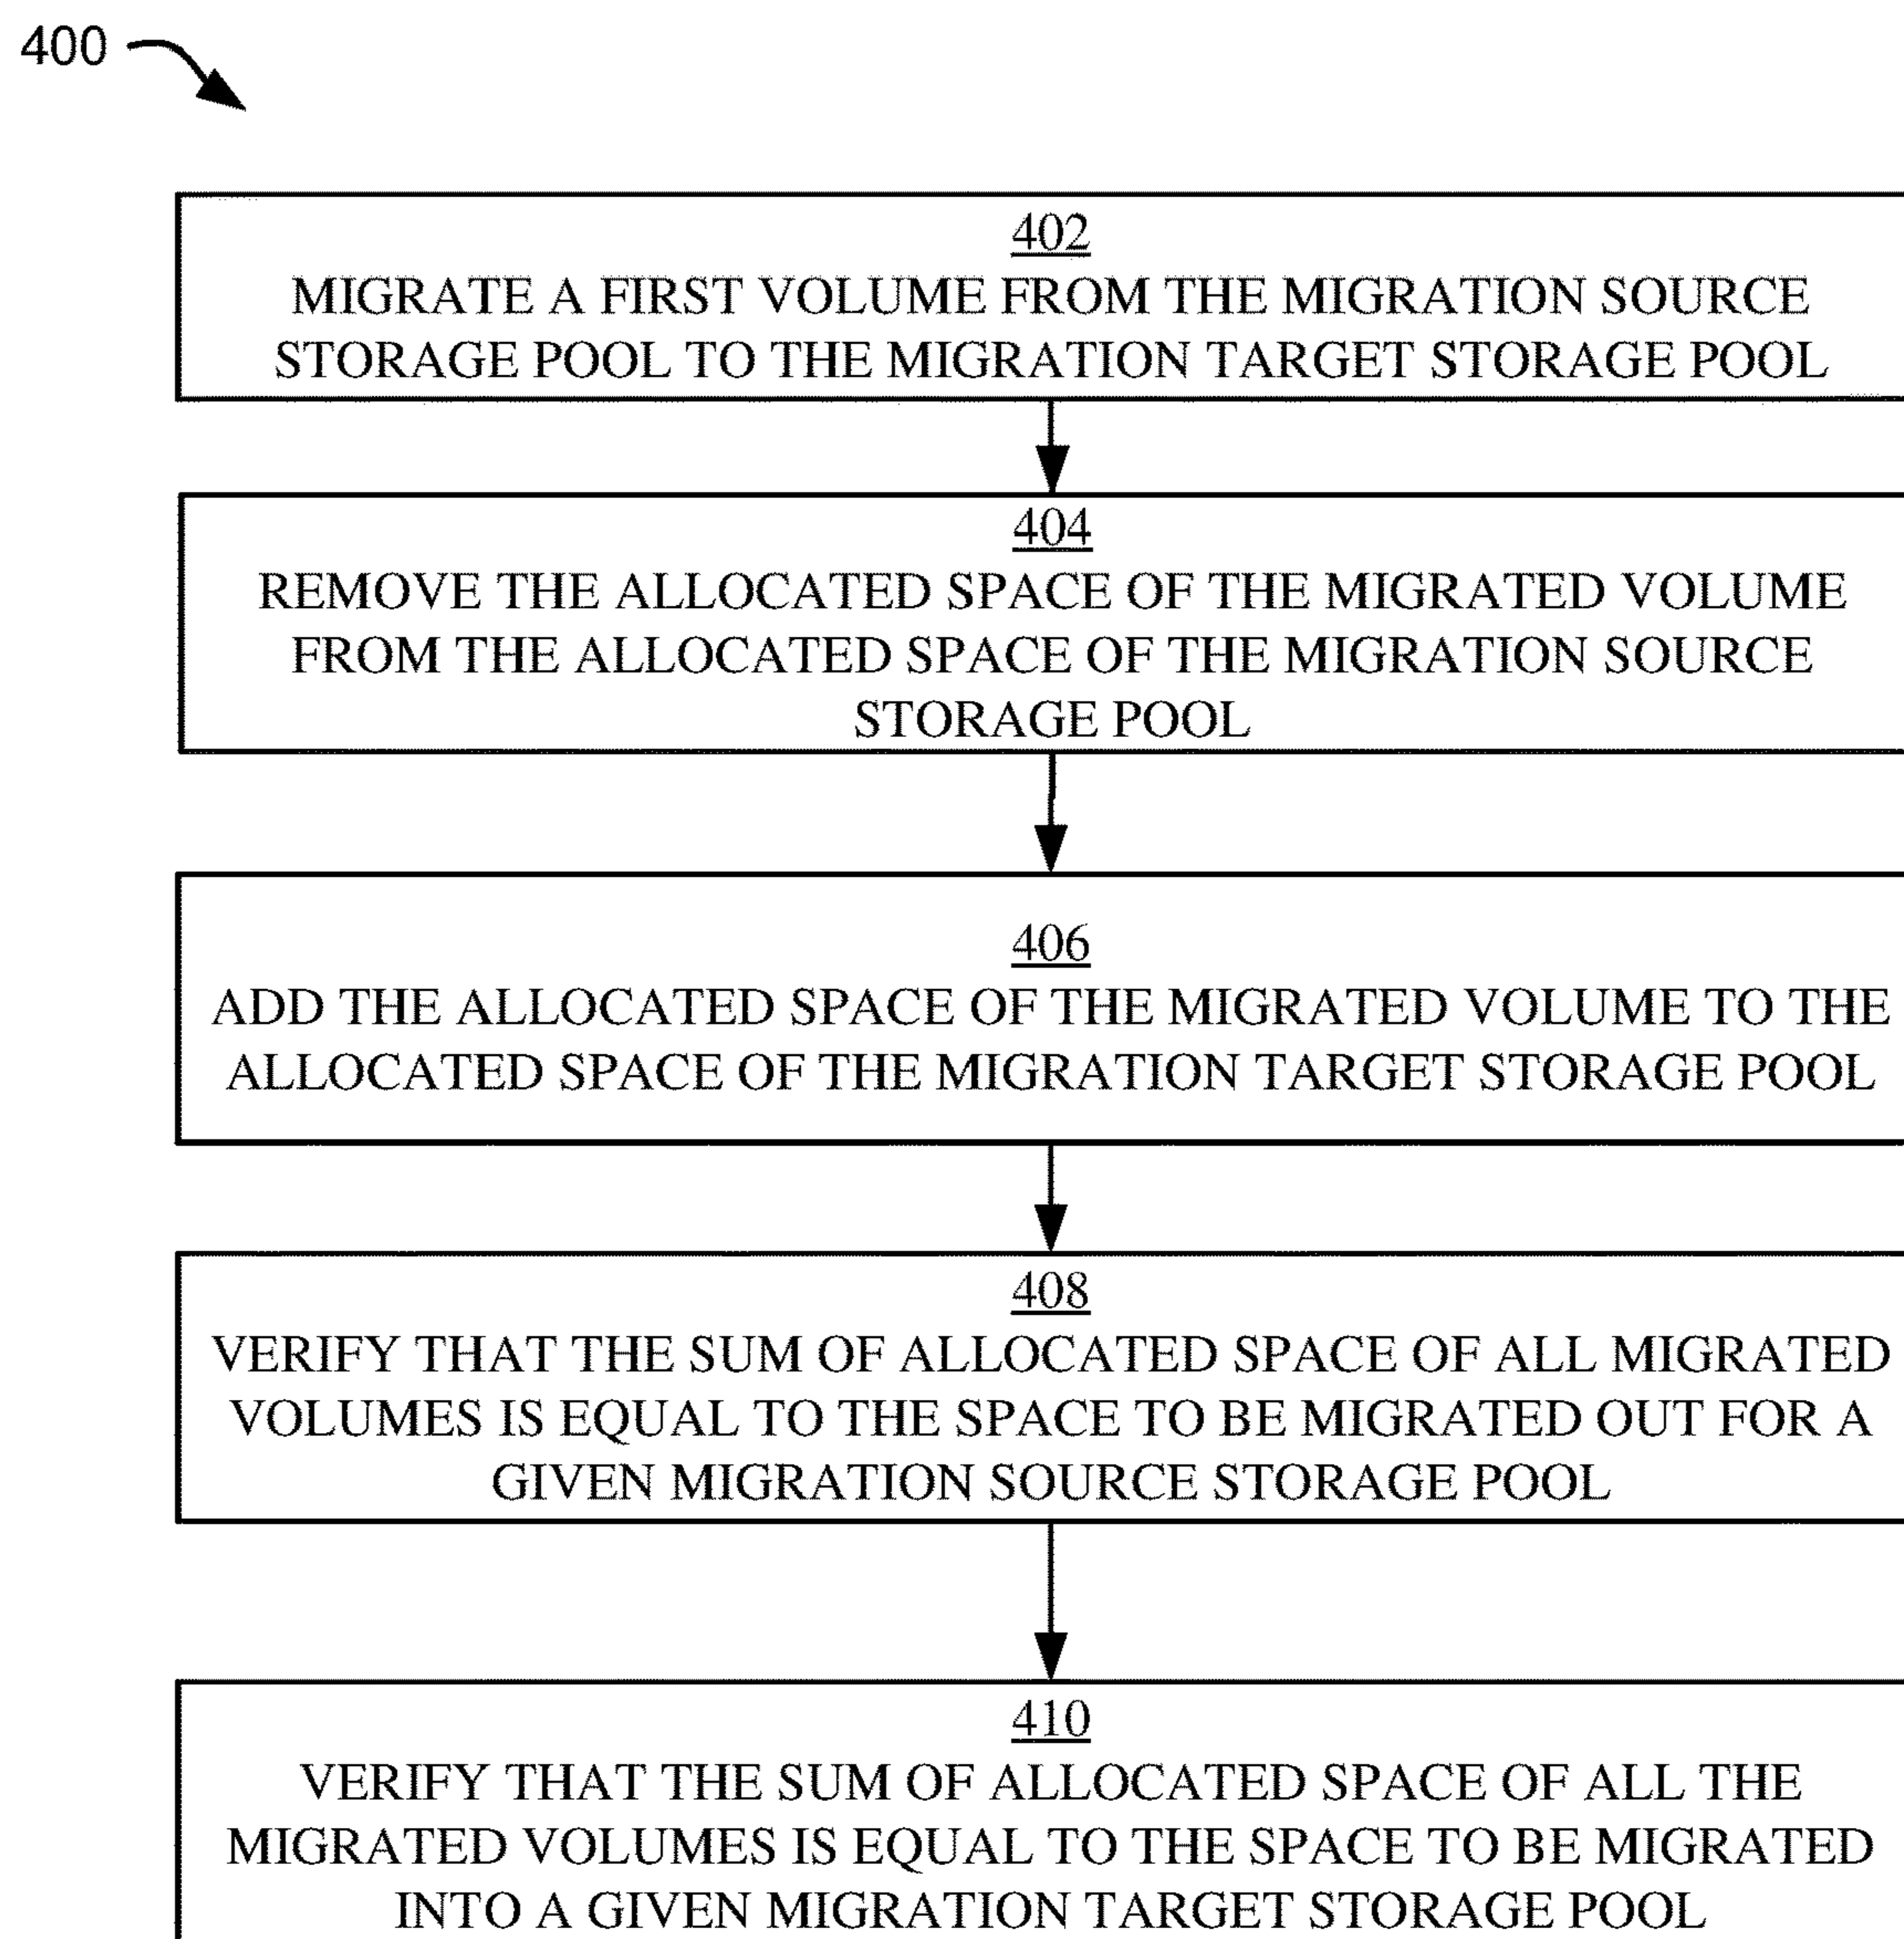 400
402
MIGRATE A FIRST VOLUME FROM THE MIGRATION SOURCE
STORAGE POOL TO THE MIGRATION TARGET STORAGE POOL
404
REMOVE THE ALLOCATED SPACE OF THE MIGRATED VOLUME
FROM THE ALLOCATED SPACE OF THE MIGRATION SOURCE
STORAGE POOL
406
ADD THE ALLOCATED SPACE OF THE MIGRATED VOLUME TO THE
ALLOCATED SPACE OF THE MIGRATION TARGET STORAGE POOL
408
VERIFY THAT THE SUM OF ALLOCATED SPACE OF ALL MIGRATED
VOLUMES IS EQUAL TO THE SPACE TO BE MIGRATED OUT FOR A
GIVEN MIGRATION SOURCE STORAGE POOL
410
VERIFY THAT THE SUM OF ALLOCATED SPACE OF ALL THE
MIGRATED VOLUMES IS EQUAL TO THE SPACE TO BE MIGRATED
INTO A GIVEN MIGRATION TARGET STORAGE POOL